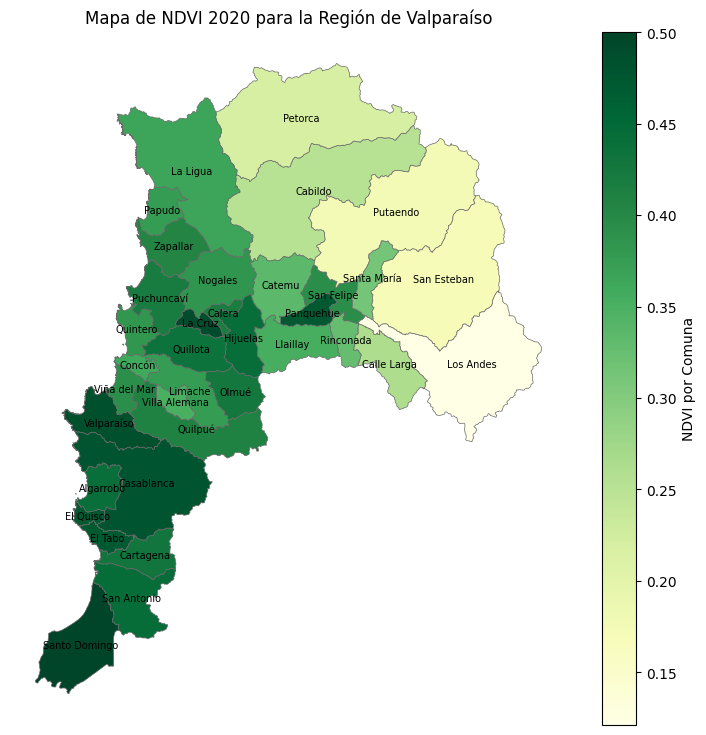 Mapa de NDVI 2020 para la Región de Valparaíso
Petorca
La Ligua
Cabildo
Papudo
Putaendo
Zapallar
Nogales
Catemu
Santa María
San Esteban
Puchuncaví
San Felipe
Calera
Panquehue
La Cruz
Quintero
Hijuelas
Llaillay
Rinconada
Quillota
Concón
Calle Larga
Los Andes
Viña del Mar
Limache
Olmué
Villa Alemana
Valparaíso
Quilpué
Casablanca
Algarrobo
El Quisco
El Tabo
Cartagena
San Antonio
Santo Domingo
0.50
0.45
0.40
0.35
0.30
0.25
0.20
0.15
NDVI por Comuna